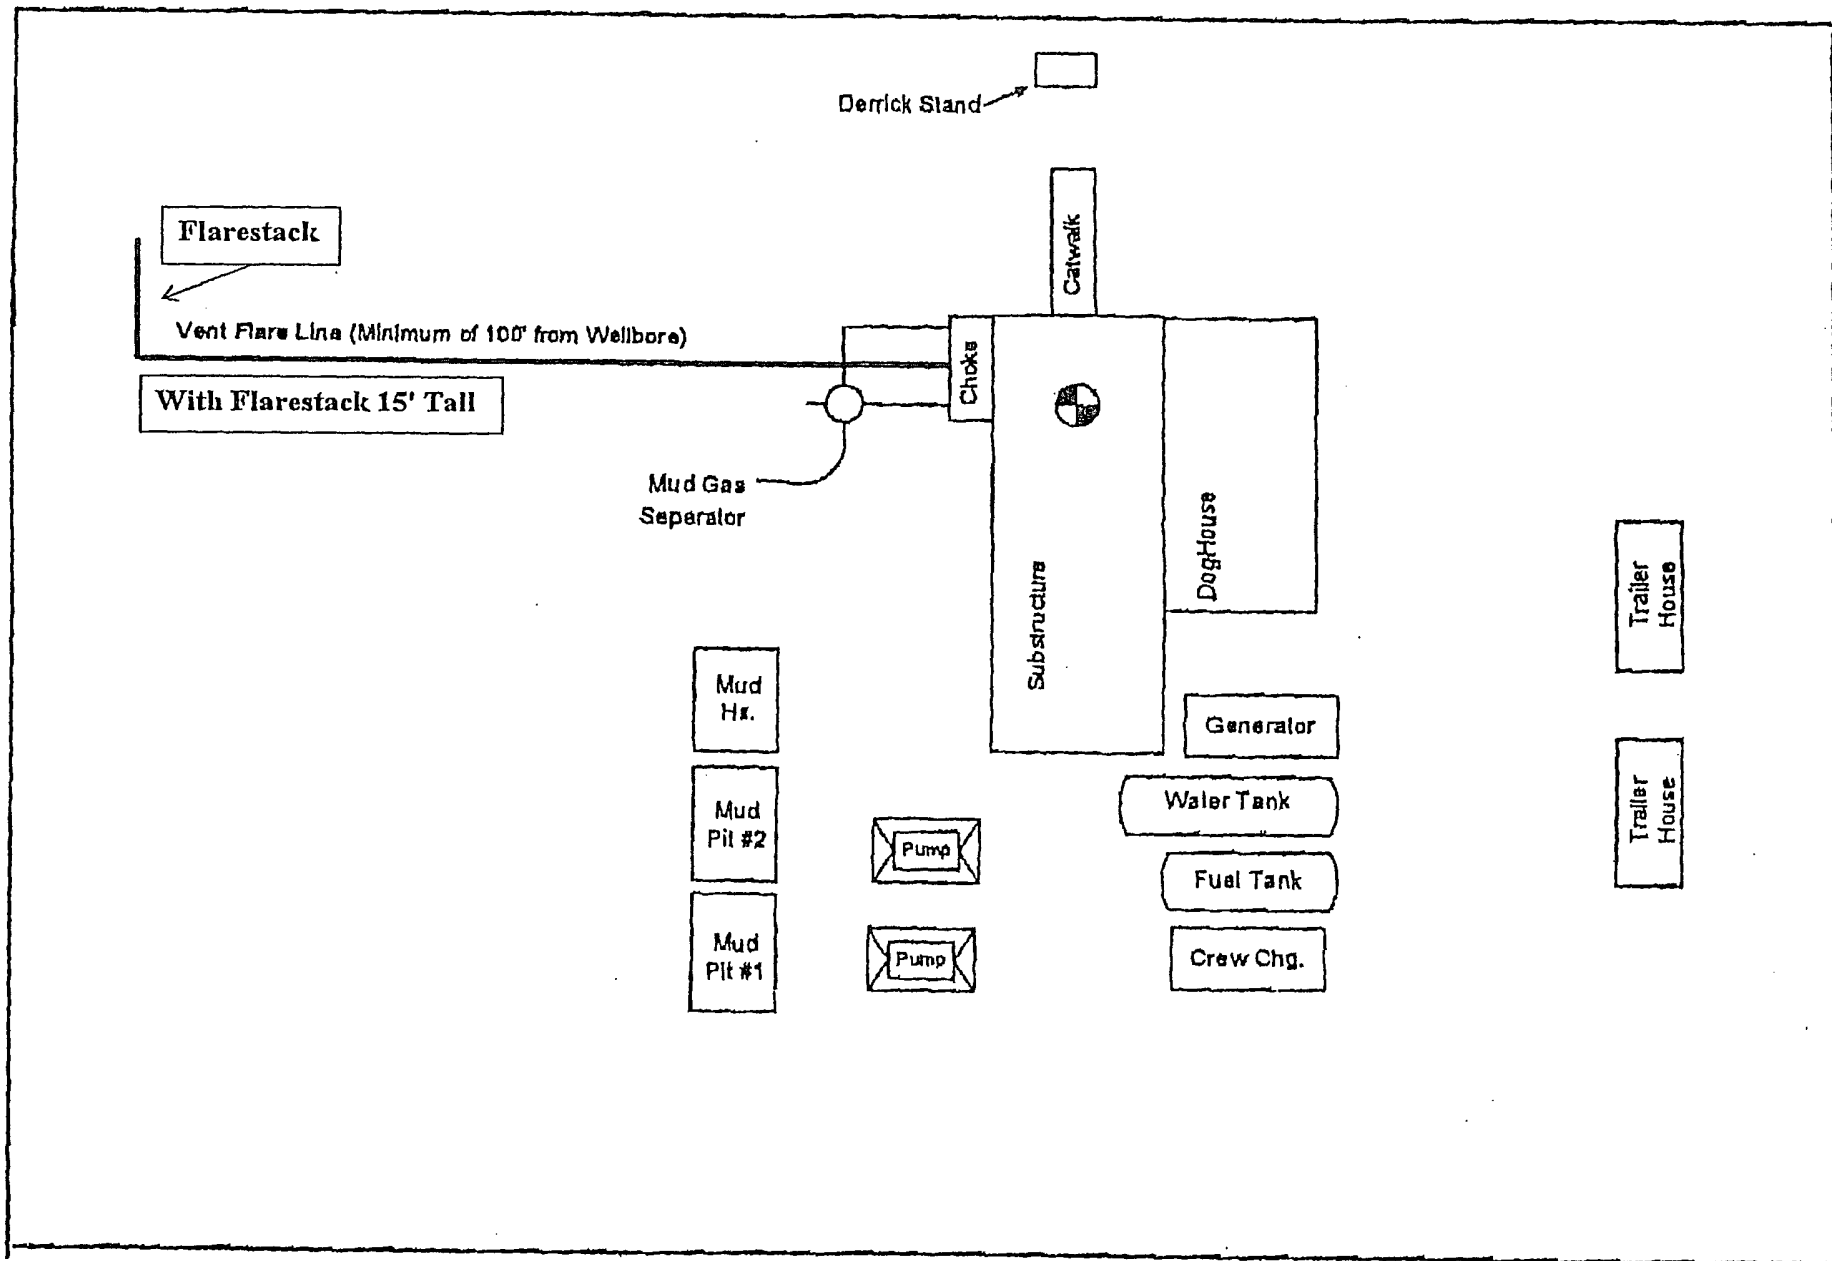 Derrick Stand
Flarestack
Catwalk
Vent Flare Line (Minimum of 100' from Wellbore)
With Flarestack 15' Tall
Choke
Mud Gas
Separator
Substructure
DogHouse
Trailer
House
Mud
Hs.
Generator
Water Tank
Trailer
House
Mud
Pit #2
Pump
Fuel Tank
Mud
Pit #1
Pump
Crew Chg.